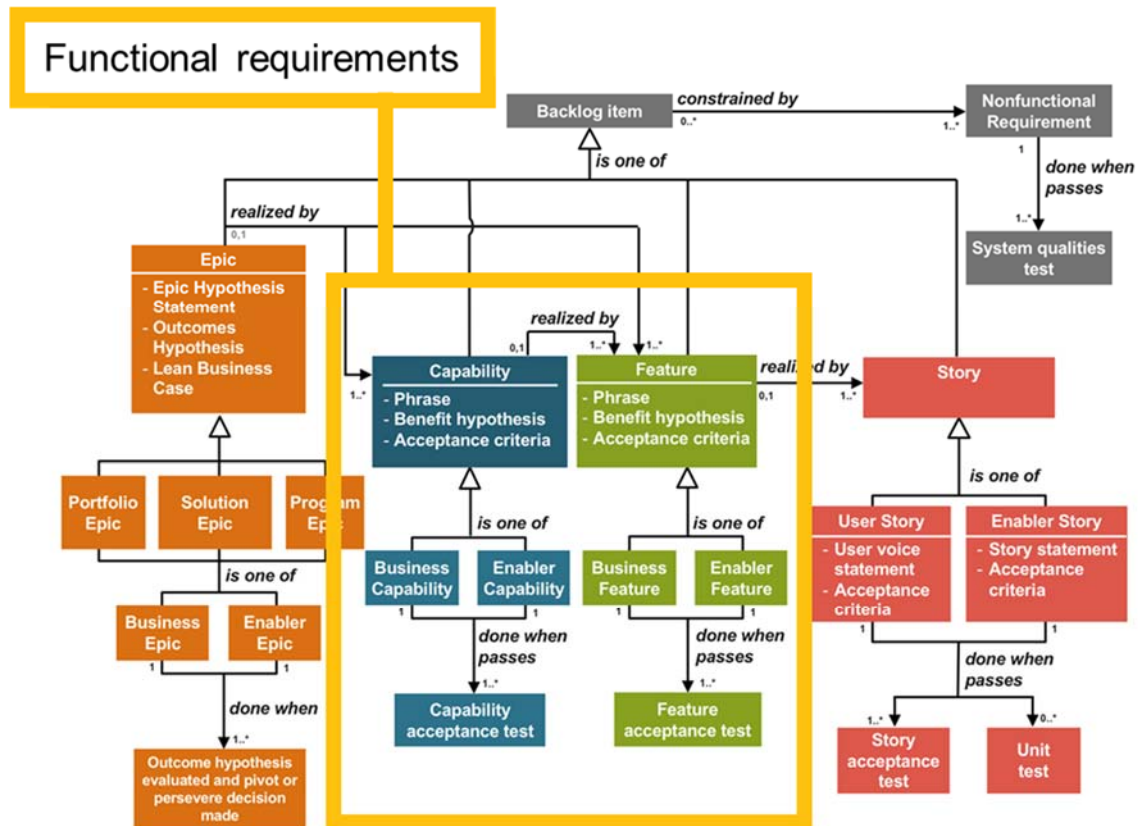 Functional requirements
Backlog item
constrained by
0..*
1..*
Nonfunctional
Requirement
1
done when
passes
1..*
System qualities
test
is one of
realized by
0,1
Epic
- Epic Hypothesis
Statement
- Outcomes
Hypothesis
- Lean Business
Case
1..*
realized by
0,1
1..*
1..*
Capability
- Phrase
- Benefit hypothesis
- Acceptance criteria
Feature
- Phrase
- Benefit hypothesis
- Acceptance criteria
realized by
0,1
1..*
Story
Portfolio
Epic
Solution
Epic
Program
Epic
is one of
Business
Epic
Enabler
Epic
1
1
done when
1..*
Outcome hypothesis
evaluated and pivot or
persevere decision
made
is one of
Business
Capability
Enabler
Capability
1
1
done when
passes
1..*
Capability
acceptance test
is one of
Business
Feature
Enabler
Feature
1
1
done when
passes
1..*
Feature
acceptance test
is one of
User Story
- User voice
statement
- Acceptance
criteria
Enabler Story
- Story statement
- Acceptance
criteria
1
1
done when
passes
1..*
0..*
Story
acceptance
test
Unit
test